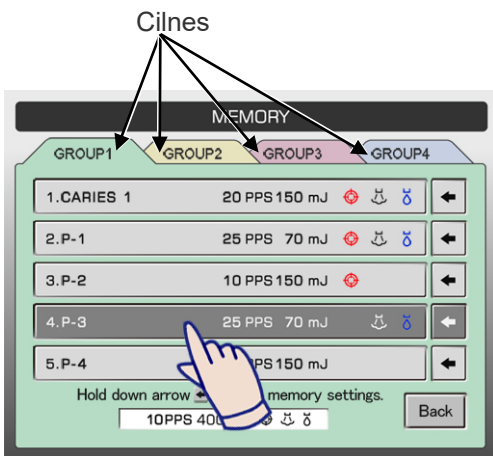 Cilnes
MEMORY
GROUP1 GROUP2 GROUP3 GROUP4
1.CARIES 1 20 PPS 150 mJ
2.P-1 25 PPS 70 mJ
3.P-2 10 PPS 150 mJ
4.P-3 25 PPS 70 mJ
5.P-4 PS 150 mJ
Hold down arrow memory settings.
10PPS 40
Back